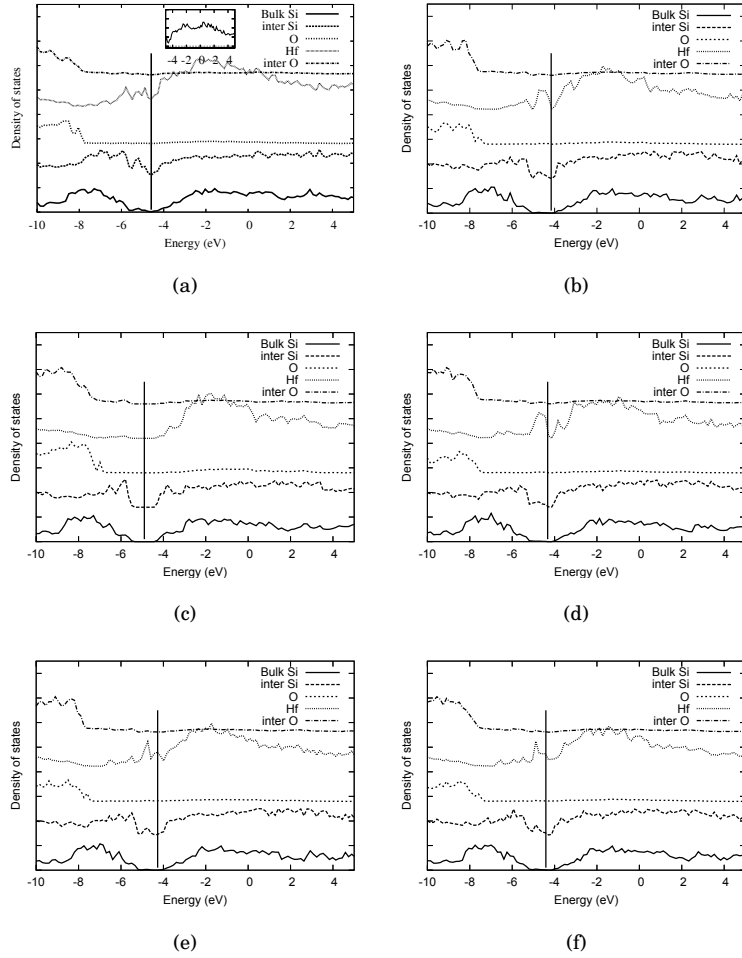 Density of states
Bulk Si
inter Si
O
Hf
inter O
-4 -2 0 2 4
-10 -8 -6 -4 -2 0 2 4
Energy (eV)
(a)
Density of states
Bulk Si
inter Si
O
Hf
inter O
-10 -8 -6 -4 -2 0 2 4
Energy (eV)
(b)
Density of states
Bulk Si
inter Si
O
Hf
inter O
-10 -8 -6 -4 -2 0 2 4
Energy (eV)
(c)
Density of states
Bulk Si
inter Si
O
Hf
inter O
-10 -8 -6 -4 -2 0 2 4
Energy (eV)
(d)
Density of states
Bulk Si
inter Si
O
Hf
inter O
-10 -8 -6 -4 -2 0 2 4
Energy (eV)
(e)
Density of states
Bulk Si
inter Si
O
Hf
inter O
-10 -8 -6 -4 -2 0 2 4
Energy (eV)
(f)